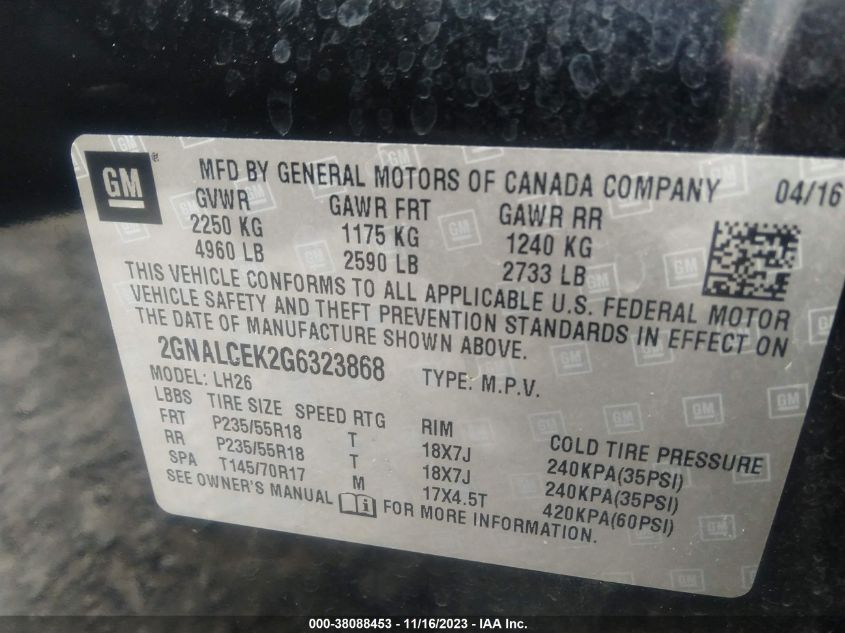 GM ® MFD BY GENERAL MOTORS OF CANADA COMPANY 04/16
GVWR GAWR FRT GAWR RR
2250 KG 1175 KG 1240 KG
4960 LB 2590 LB 2733 LB
THIS VEHICLE CONFORMS TO ALL APPLICABLE U.S. FEDERAL MOTOR
VEHICLE SAFETY AND THEFT PREVENTION STANDARDS IN EFFECT ON
THE DATE OF MANUFACTURE SHOWN ABOVE.
2GNALCEK2G6323868 TYPE: M.P.V.
MODEL: LH26
LBBS TIRE SIZE SPEED RTG RIM COLD TIRE PRESSURE
FRT P235/55R18 T 18X7J 240KPA(35PSI)
RR P235/55R18 T 18X7J 240KPA(35PSI)
SPA T145/70R17 M 17X4.5T 420KPA(60PSI)
SEE OWNER'S MANUAL i FOR MORE INFORMATION.
000-38088453 - 11/16/2023 - IAA Inc.